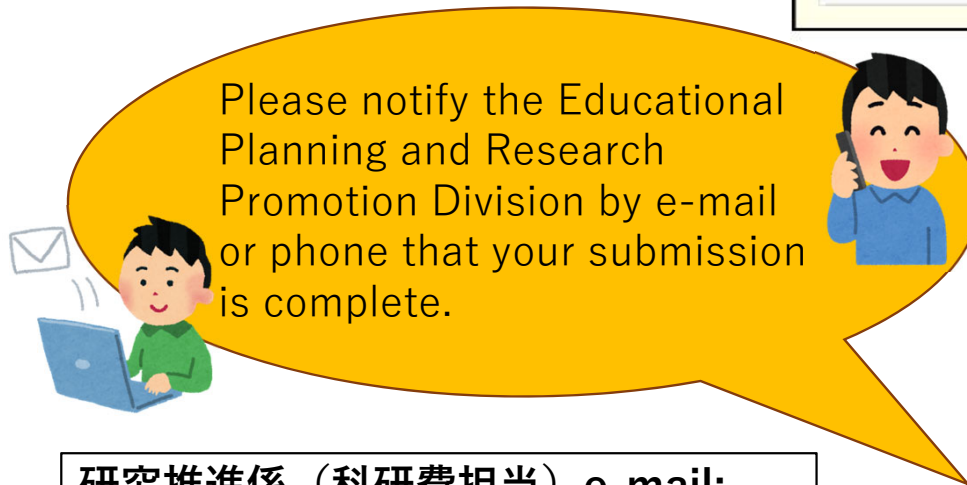 Please notify the Educational
Planning and Research
Promotion Division by e-mail
or phone that your submission
is complete.
研究推進係（科研費担当）e-mail: